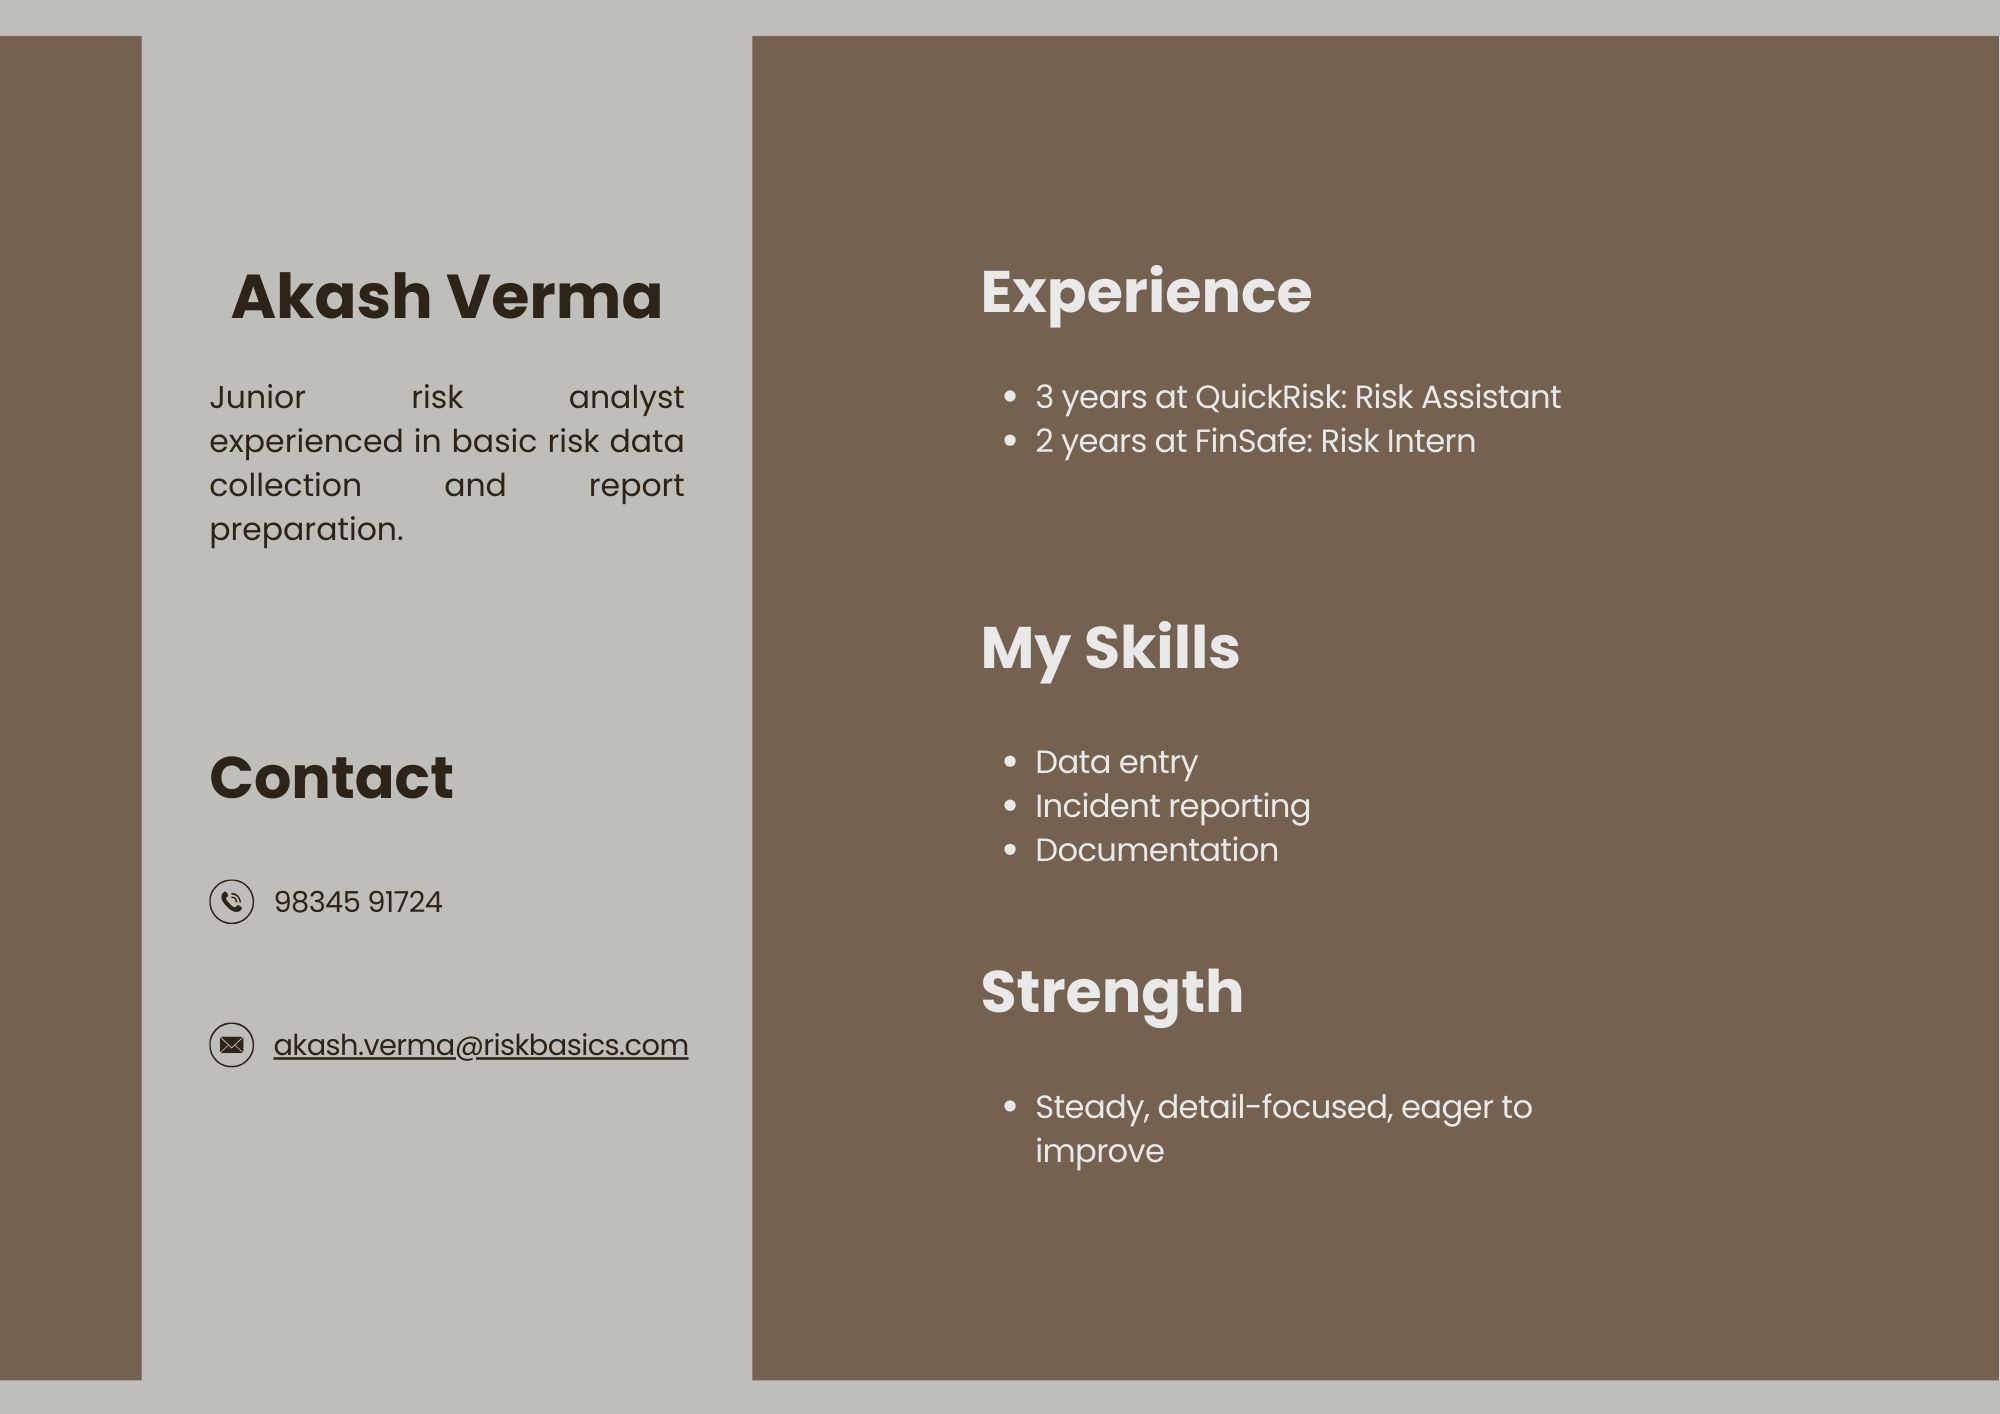 Akash Verma
Junior risk analyst
experienced in basic risk data
collection and report
preparation.
Contact
98345 91724
akash.verma@riskbasics.com
Experience
• 3 years at QuickRisk: Risk Assistant
• 2 years at FinSafe: Risk Intern
My Skills
• Data entry
• Incident reporting
• Documentation
Strength
• Steady, detail-focused, eager to
improve